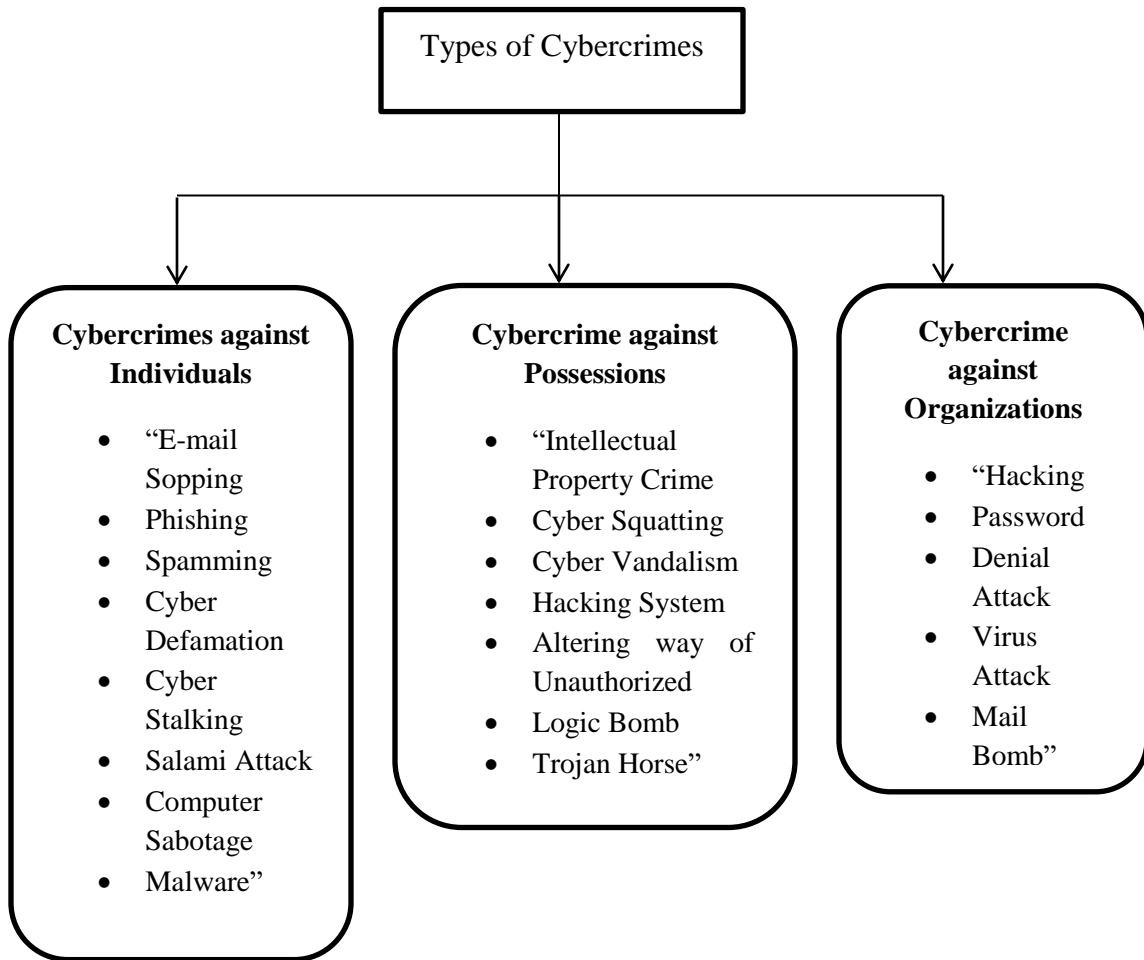 Types of Cybercrimes
Cybercrimes against
Individuals
• “E-mail
Sopping
• Phishing
• Spamming
• Cyber
Defamation
• Cyber
Stalking
• Salami Attack
• Computer
Sabotage
• Malware”
Cybercrime against
Possessions
• “Intellectual
Property Crime
• Cyber Squatting
• Cyber Vandalism
• Hacking System
• Altering way of
Unauthorized
• Logic Bomb
• Trojan Horse”
Cybercrime
against
Organizations
• “Hacking
• Password
• Denial
Attack
• Virus
Attack
• Mail
Bomb”